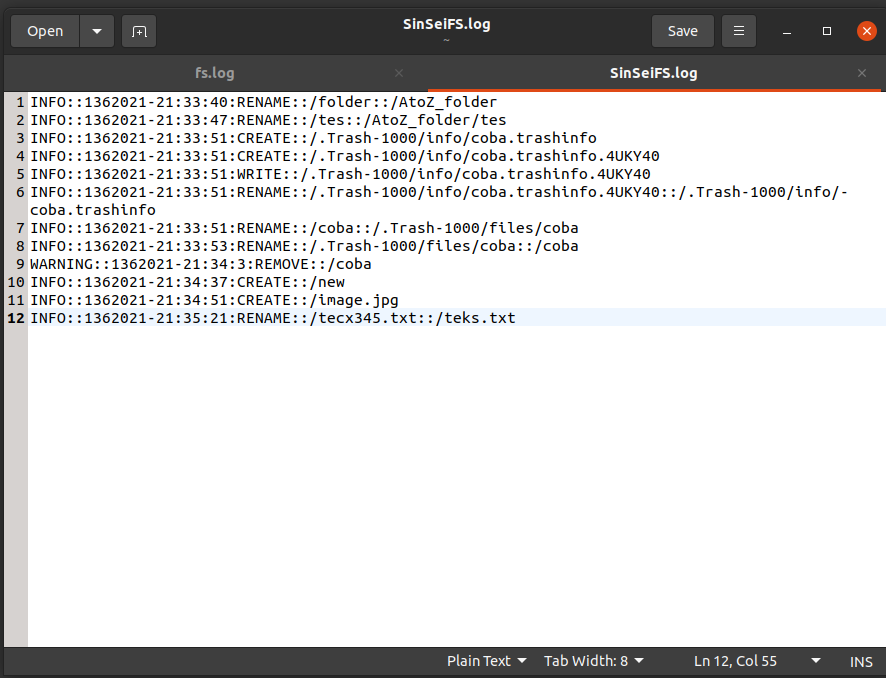 Open
SinSeiFS.log
~
Save
fs.log
SinSeiFS.log
1 INFO::1362021-21:33:40:RENAME::/folder::/AtoZ_folder
2 INFO::1362021-21:33:47:RENAME::/tes::/AtoZ_folder/tes
3 INFO::1362021-21:33:51:CREATE::/.Trash-1000/info/coba.trashinfo
4 INFO::1362021-21:33:51:CREATE::/.Trash-1000/info/coba.trashinfo.4UKY40
5 INFO::1362021-21:33:51:WRITE::/.Trash-1000/info/coba.trashinfo.4UKY40
6 INFO::1362021-21:33:51:RENAME::/.Trash-1000/info/coba.trashinfo.4UKY40::/.Trash-1000/info/-
coba.trashinfo
7 INFO::1362021-21:33:51:RENAME::/coba::/.Trash-1000/files/coba
8 INFO::1362021-21:33:53:RENAME::/.Trash-1000/files/coba::/coba
9 WARNING::1362021-21:34:3:REMOVE::/coba
10 INFO::1362021-21:34:37:CREATE::/new
11 INFO::1362021-21:34:51:CREATE::/image.jpg
12 INFO::1362021-21:35:21:RENAME::/tecx345.txt::/teks.txt
Plain Text Tab Width: 8 Ln 12, Col 55 INS